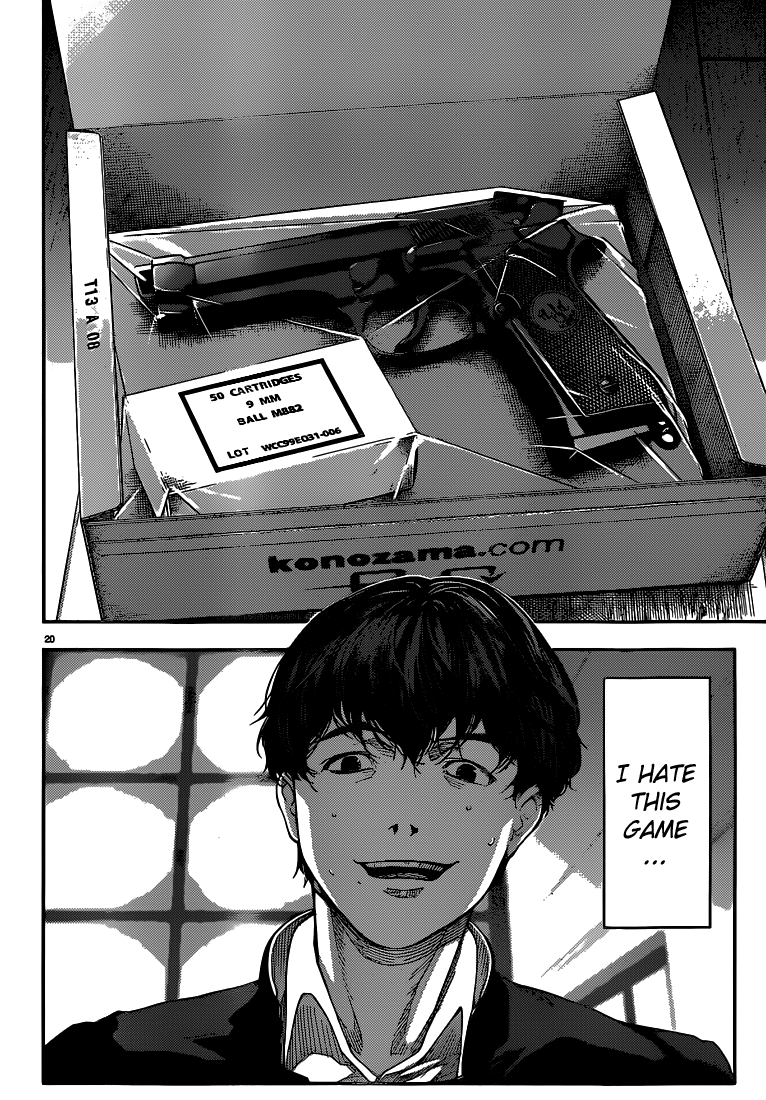 T13 A 08
50 CARTRIDGES
9 MM
BALL M882
LOT WCC99E031-006
konozama.com
20
I HATE
THIS
GAME
...